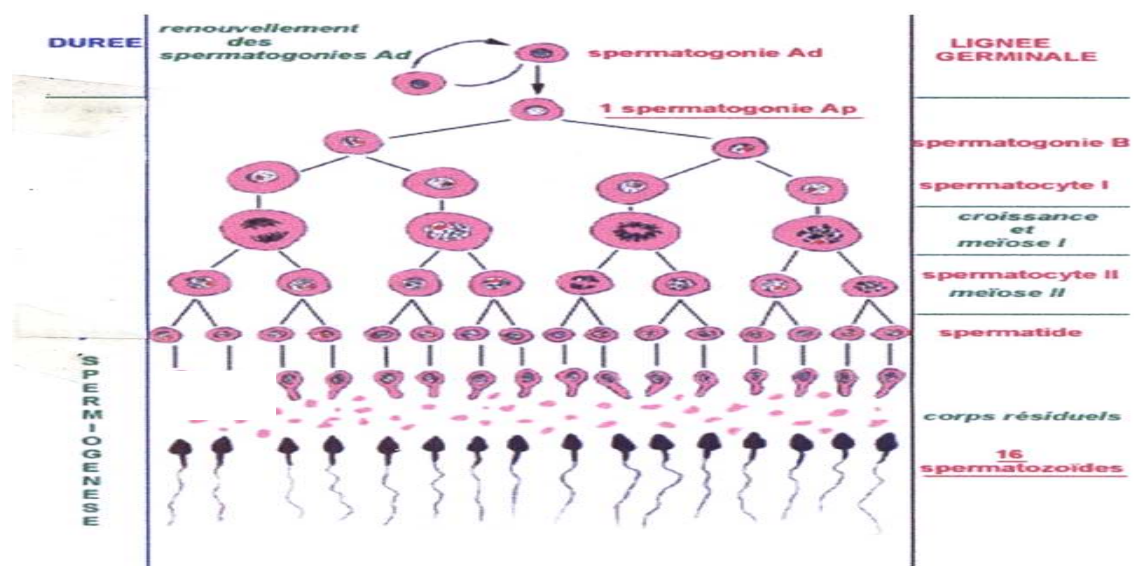 DUREE
renouvellement
des
spermatogonies Ad
spermatogonie Ad
LIGNEE
GERMINALE
1 spermatogonie Ap
spermatogonie B
spermatocyte I
croissance
et
meïose I
spermatocyte II
meïose II
spermatide
SPERMIOGENESE
corps résiduels
16
spermatozoïdes